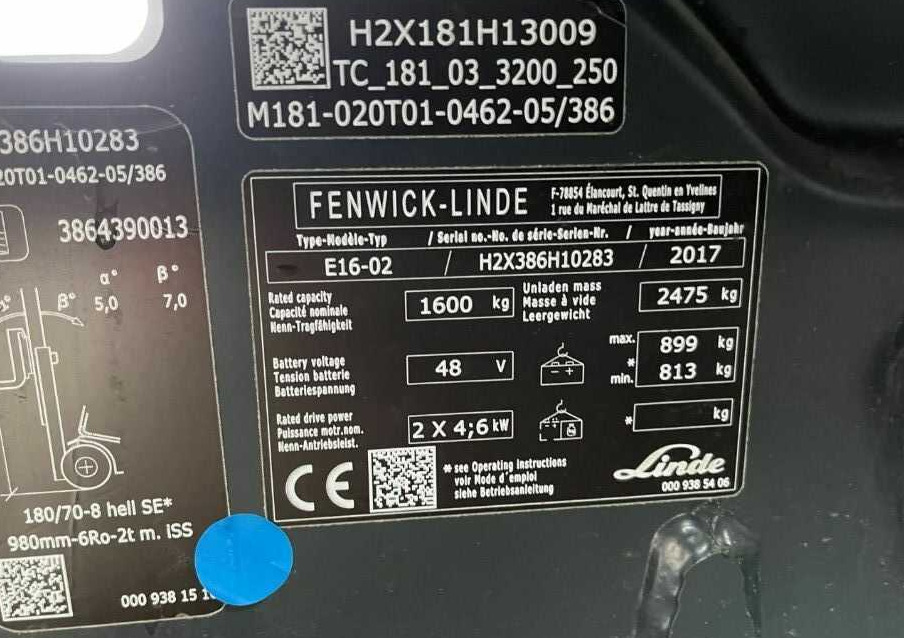 H2X181H13009
TC_181_03_3200_250
M181-020T01-0462-05/386
386H10283
20T01-0462-05/386
3864390013
α° β°
β° 5,0 7,0
180/70-8 hell SE*
980mm-6Ro-2t m. iSS
000 938 15
FENWICK-LINDE
F-78854 Élancourt, St. Quentin en Yvelines
1 rue du Maréchal de Lattre de Tassigny
Type-Modèle-Typ / Serial no.-No. de série-Serien-Nr. / year-année-Baujahr
E16-02 / H2X386H10283 / 2017
Rated capacity
Capacité nominale
Nenn-Tragfähigkeit
1600 kg
Unladen mass
Masse à vide
Leergewicht
2475 kg
Battery voltage
Tension batterie
Batteriespannung
48 V
- +
max. 899 kg
*
min. 813 kg
Rated drive power
Puissance motr.nom.
Nenn-Antriebsleist.
2 X 4;6 kW
* kg
CE
* see Operating Instructions
voir Mode d'emploi
siehe Betriebsanleitung
Linde
000 938 54 06